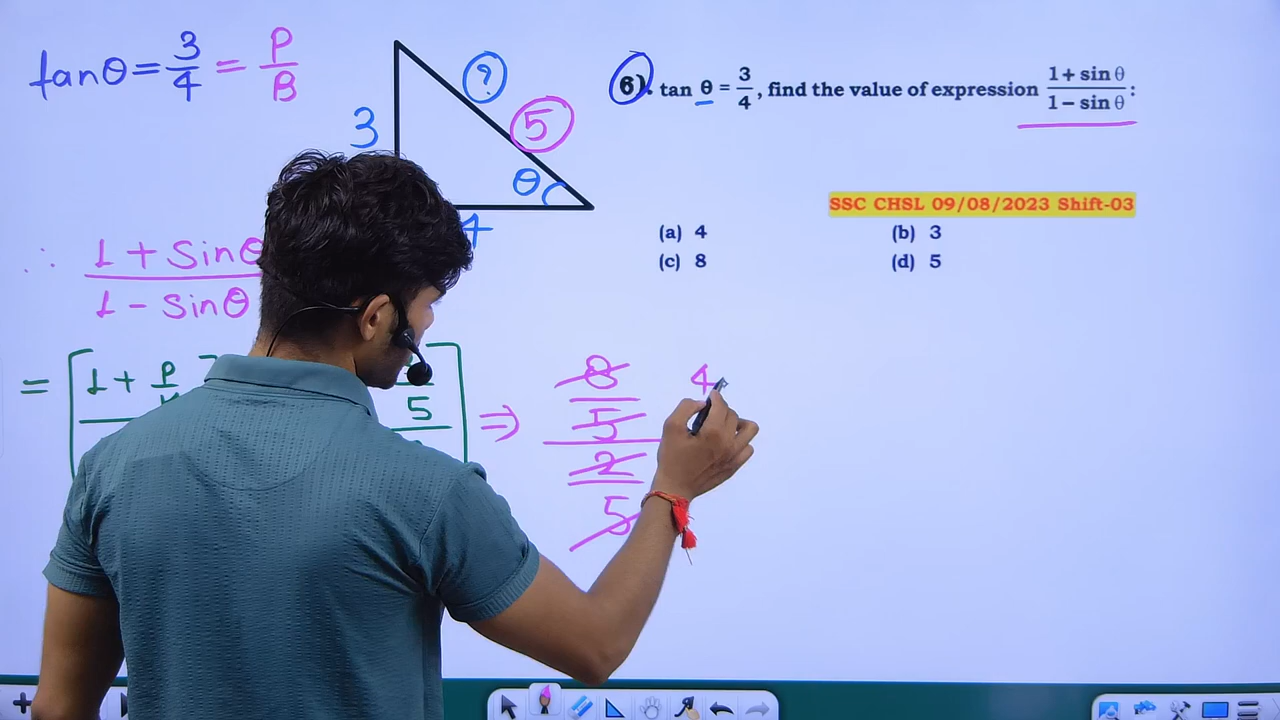 tanθ = 3/4 = P/B
?
3
5
θ
4
6). tan θ = 3/4, find the value of expression (1+ sin θ)/(1− sin θ):
SSC CHSL 09/08/2023 Shift-03
(a) 4 (b) 3
(c) 8 (d) 5
∴ (1 + Sinθ)/(1 - Sinθ)
= [1 + P
5
⇒ (8/5)/(2/5) 4